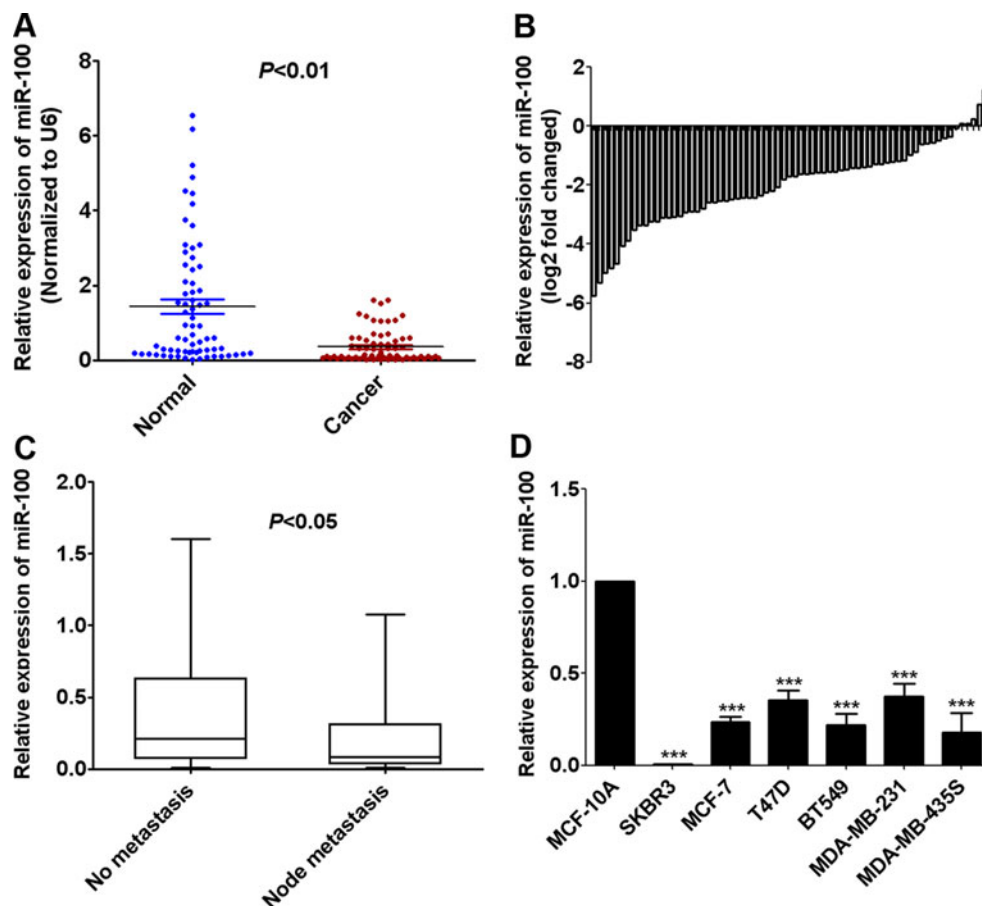 A
Relative expression of miR-100
(Normalized to U6)
8
6
4
2
0
P<0.01
Normal
Cancer
B
Relative expression of miR-100
(log2 fold changed)
2
0
-2
-4
-6
-8
C
Relative expression of miR-100
2.0
1.5
1.0
0.5
0.0
P<0.05
No metastasis
Node metastasis
D
Relative expression of miR-100
1.5
1.0
0.5
0.0
***
***
***
***
***
***
MCF-10A
SKBR3
MCF-7
T47D
BT549
MDA-MB-231
MDA-MB-435S